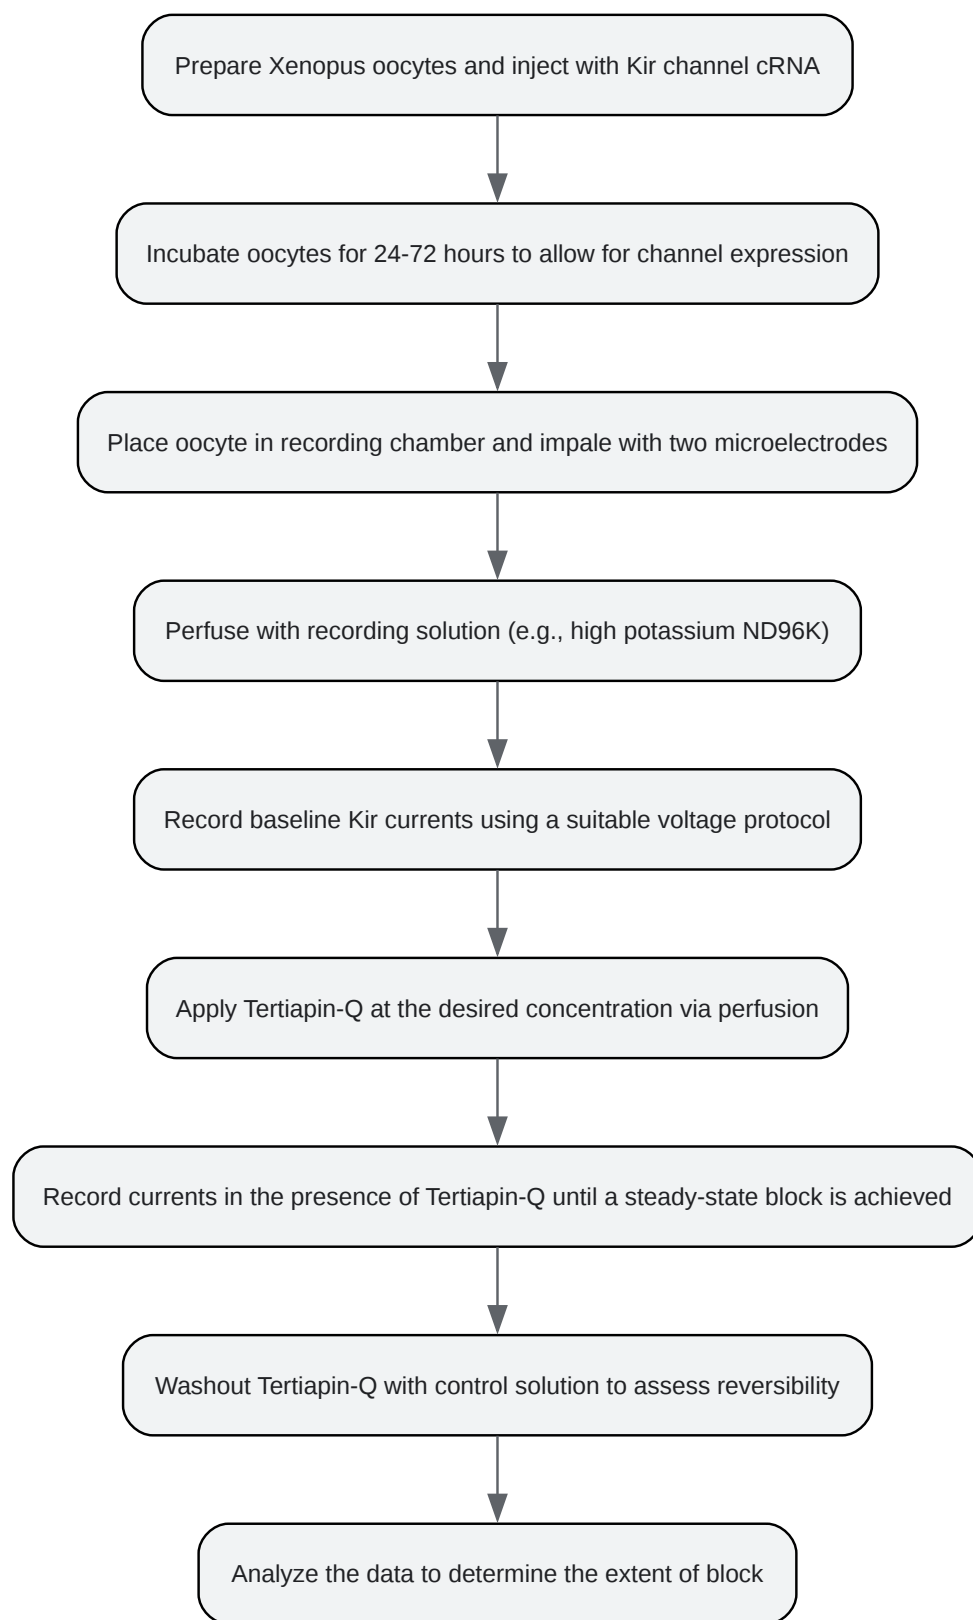 Prepare Xenopus oocytes and inject with Kir channel cRNA
Incubate oocytes for 24-72 hours to allow for channel expression
Place oocyte in recording chamber and impale with two microelectrodes
Perfuse with recording solution (e.g., high potassium ND96K)
Record baseline Kir currents using a suitable voltage protocol
Apply Tertiapin-Q at the desired concentration via perfusion
Record currents in the presence of Tertiapin-Q until a steady-state block is achieved
Washout Tertiapin-Q with control solution to assess reversibility
Analyze the data to determine the extent of block